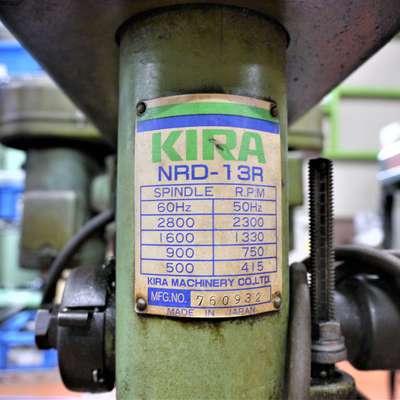 KIRA
NRD-13R
SPINDLE R.P.M
60Hz 50Hz
2800 2300
1600 1330
900 750
500 415
KIRA MACHINERY CO.,LTD.
MFG.NO. 760932
MADE IN JAPAN